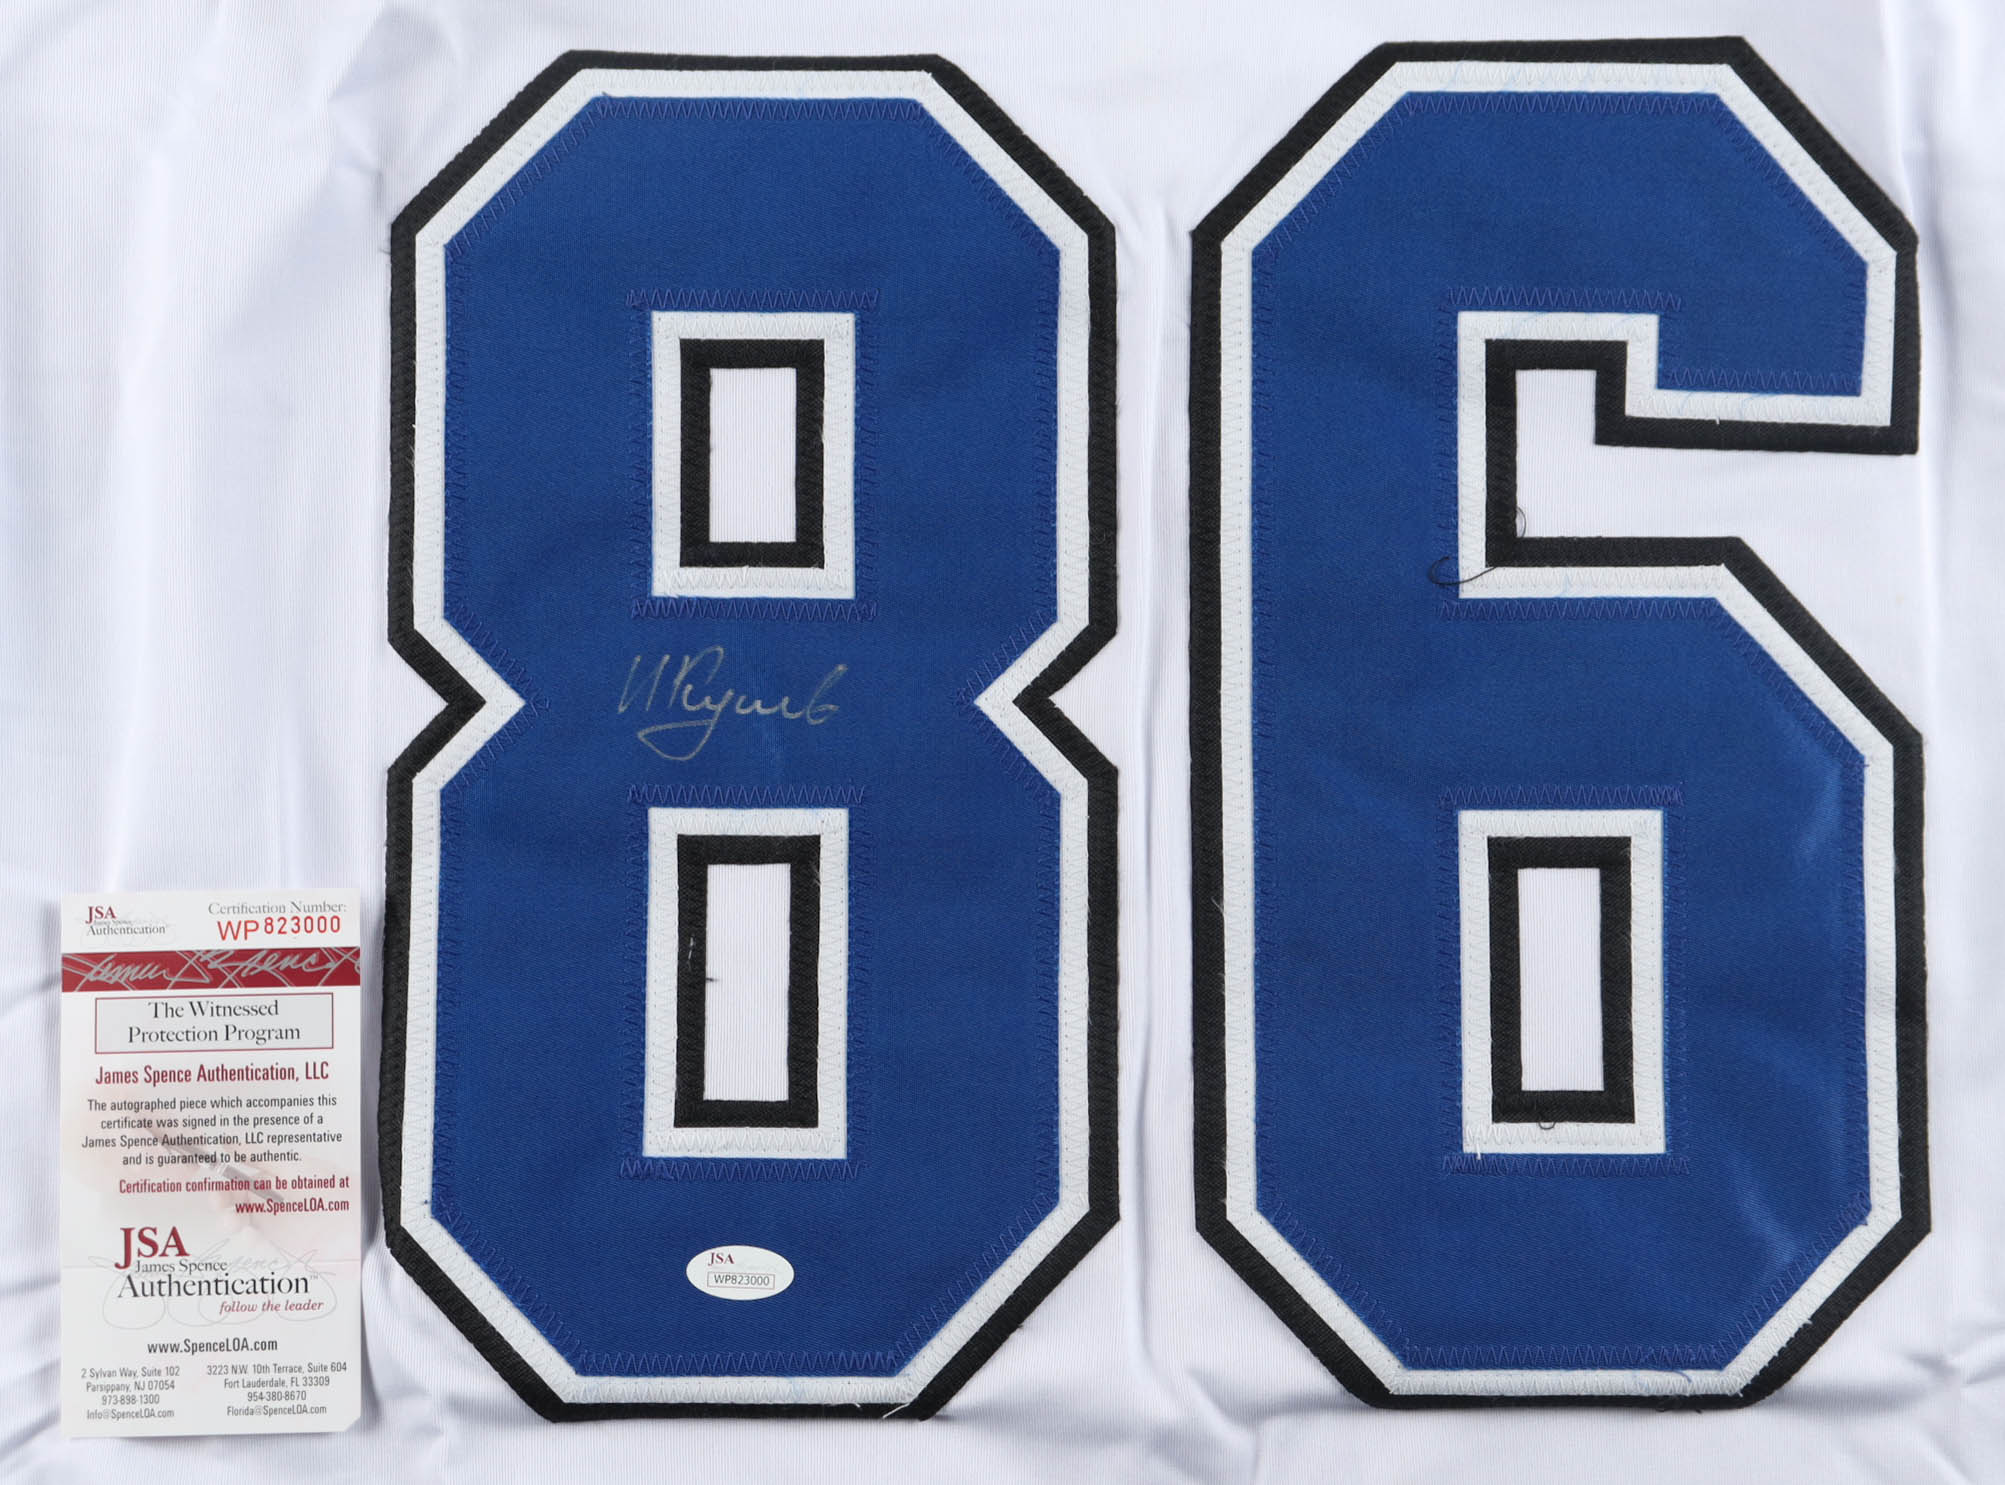 86
JSA
James Spence
Authentication
Certification Number:
WP823000
James Spence
The Witnessed
Protection Program
James Spence Authentication, LLC
The autographed piece which accompanies this
certificate was signed in the presence of a
James Spence Authentication, LLC representative
and is guaranteed to be authentic.
Certification confirmation can be obtained at
www.SpenceLOA.com
JSA
James Spence
Authentication™
follow the leader
www.SpenceLOA.com
2 Sylvan Way, Suite 102
Parsippany, NJ 07054
973-898-1300
Info@SpenceLOA.com
3223 N.W. 10th Terrace, Suite 604
Fort Lauderdale, FL 33309
954-380-8670
Florida@SpenceLOA.com
JSA
WP823000